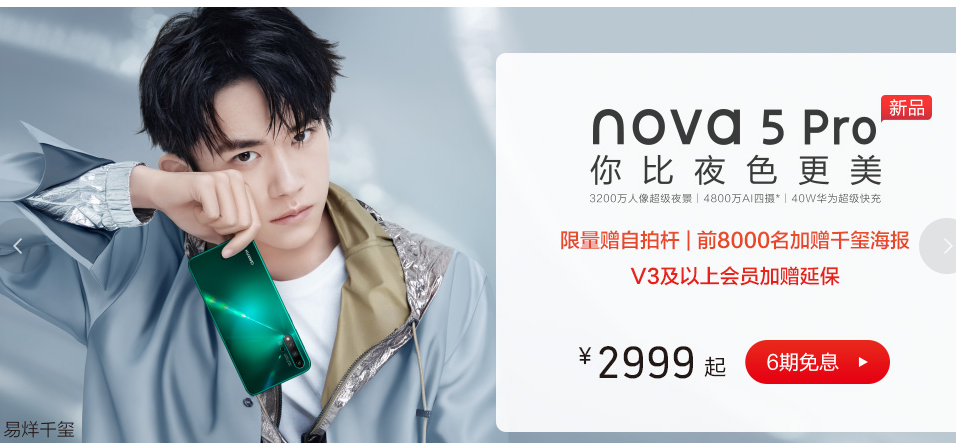 nova 5 Pro
新品
你比夜色更美
3200万人像超级夜景 | 4800万AI四摄* | 40W华为超级快充
限量赠自拍杆 | 前8000名加赠千玺海报
V3及以上会员加赠延保
¥2999起
6期免息
HUAWEI
易烊千玺